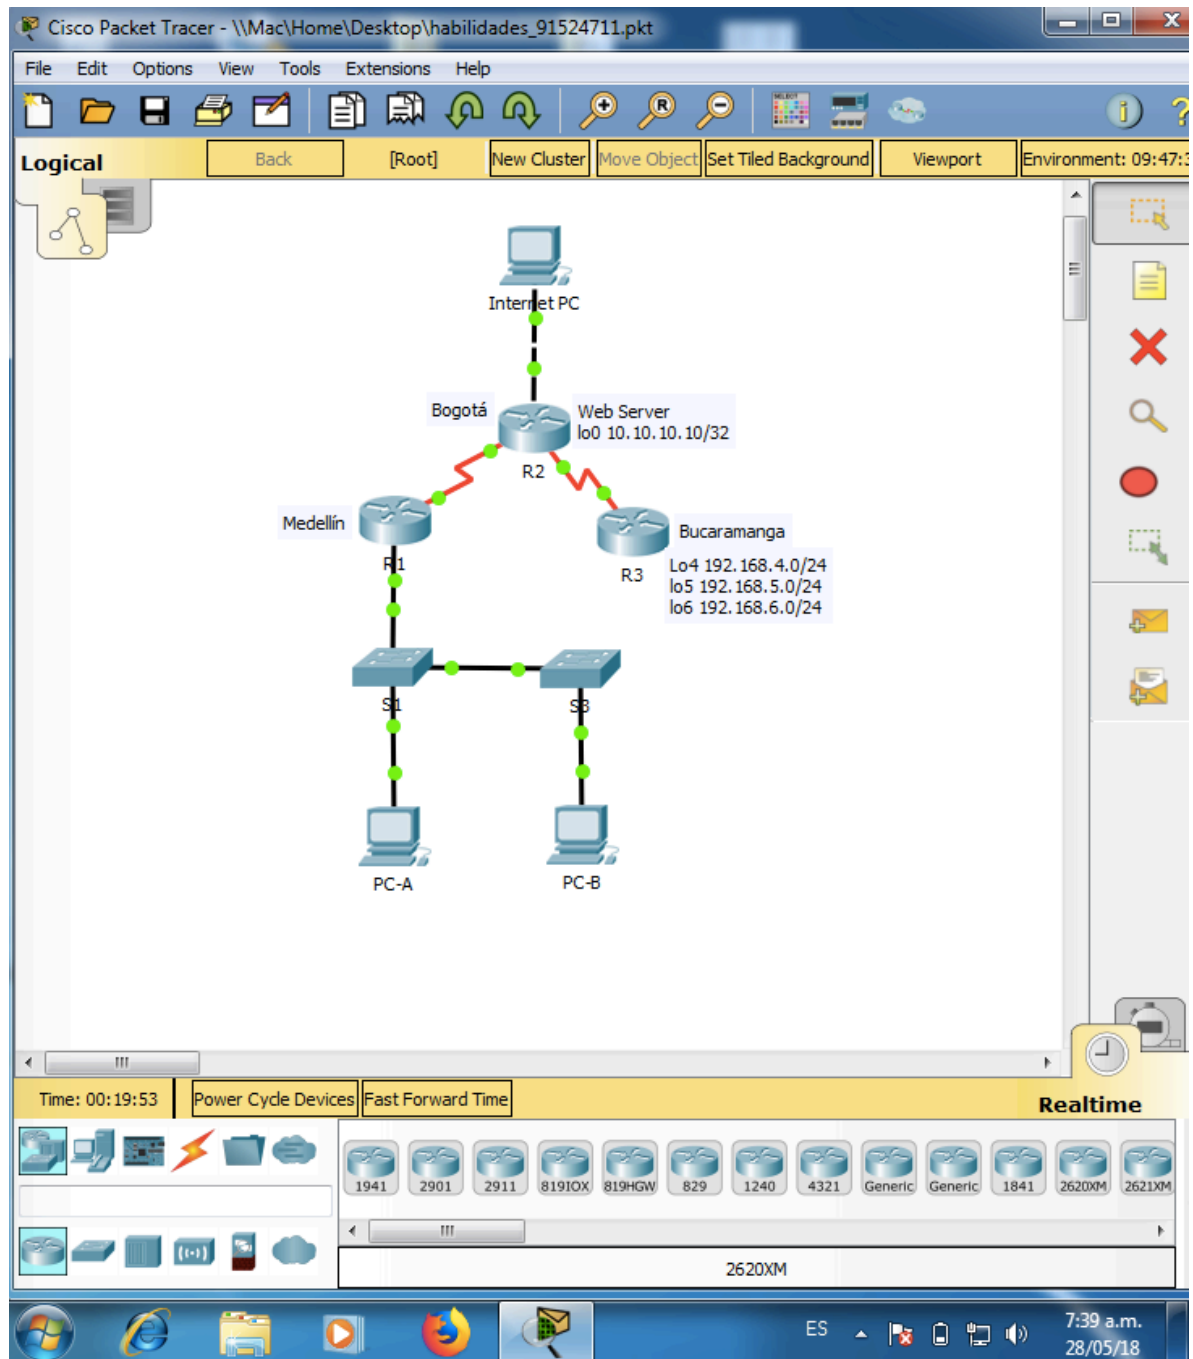 Cisco Packet Tracer - \\Mac\Home\Desktop\habilidades_91524711.pkt
File Edit Options View Tools Extensions Help
Logical Back [Root] New Cluster Move Object Set Tiled Background Viewport Environment: 09:47:3
Internet PC
Bogotá
Web Server
lo0 10.10.10.10/32
R2
Medellín
R1
Bucaramanga
R3
Lo4 192.168.4.0/24
lo5 192.168.5.0/24
lo6 192.168.6.0/24
S1
S3
PC-A
PC-B
Time: 00:19:53 Power Cycle Devices Fast Forward Time
Realtime
1941 2901 2911 819IOX 819HGW 829 1240 4321 Generic Generic 1841 2620XM 2621XM
2620XM
ES
7:39 a.m.
28/05/18